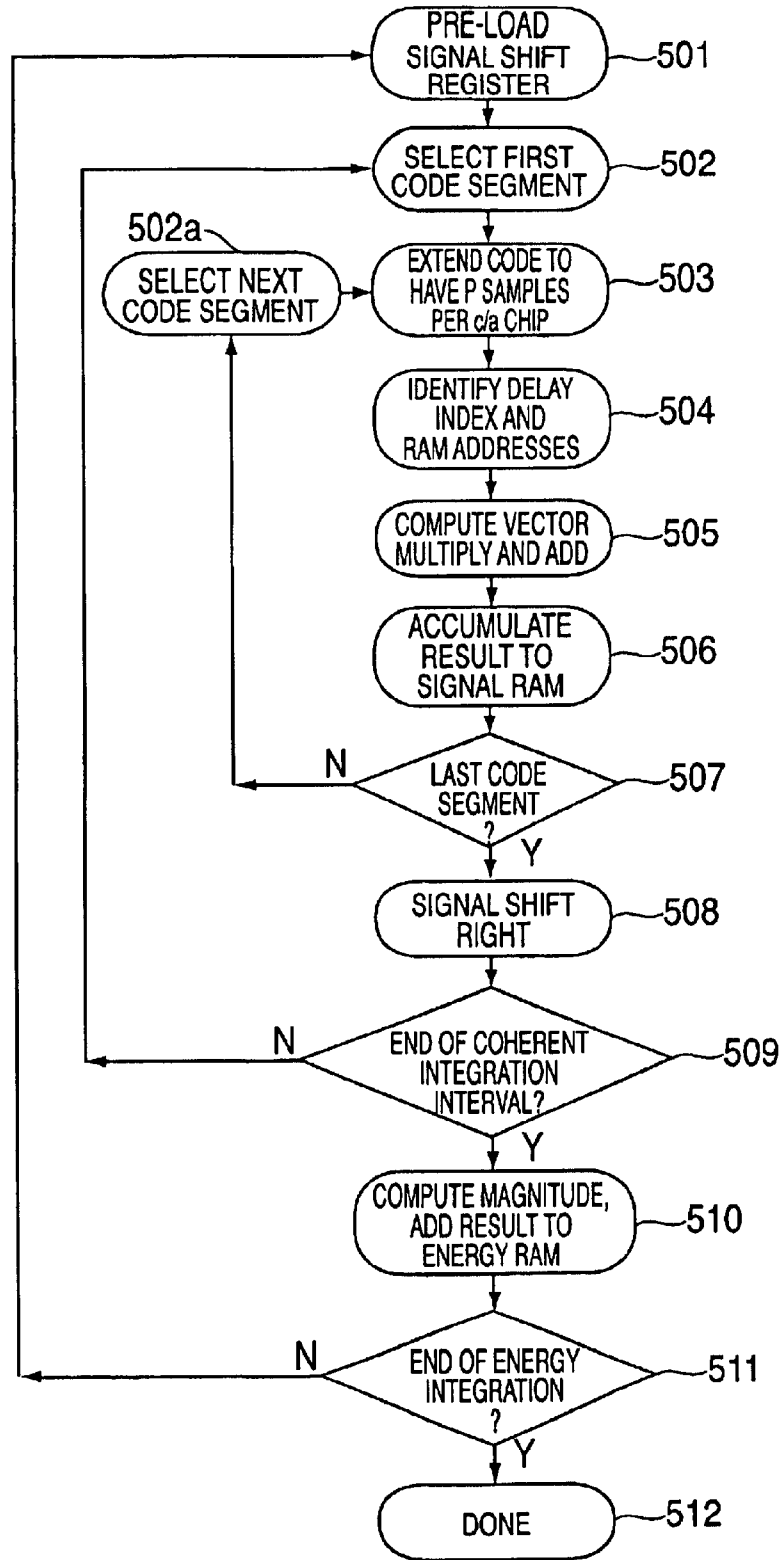 PRE-LOAD
SIGNAL SHIFT
REGISTER
501
SELECT FIRST
CODE SEGMENT
502
502a
SELECT NEXT
CODE SEGMENT
EXTEND CODE TO
HAVE P SAMPLES
PER c/a CHIP
503
IDENTIFY DELAY
INDEX AND
RAM ADDRESSES
504
COMPUTE VECTOR
MULTIPLY AND ADD
505
ACCUMULATE
RESULT TO
SIGNAL RAM
506
N
LAST CODE
SEGMENT
?
507
Y
SIGNAL SHIFT
RIGHT
508
N
END OF COHERENT
INTEGRATION
INTERVAL?
509
Y
COMPUTE MAGNITUDE,
ADD RESULT TO
ENERGY RAM
510
N
END OF ENERGY
INTEGRATION
?
511
Y
DONE
512